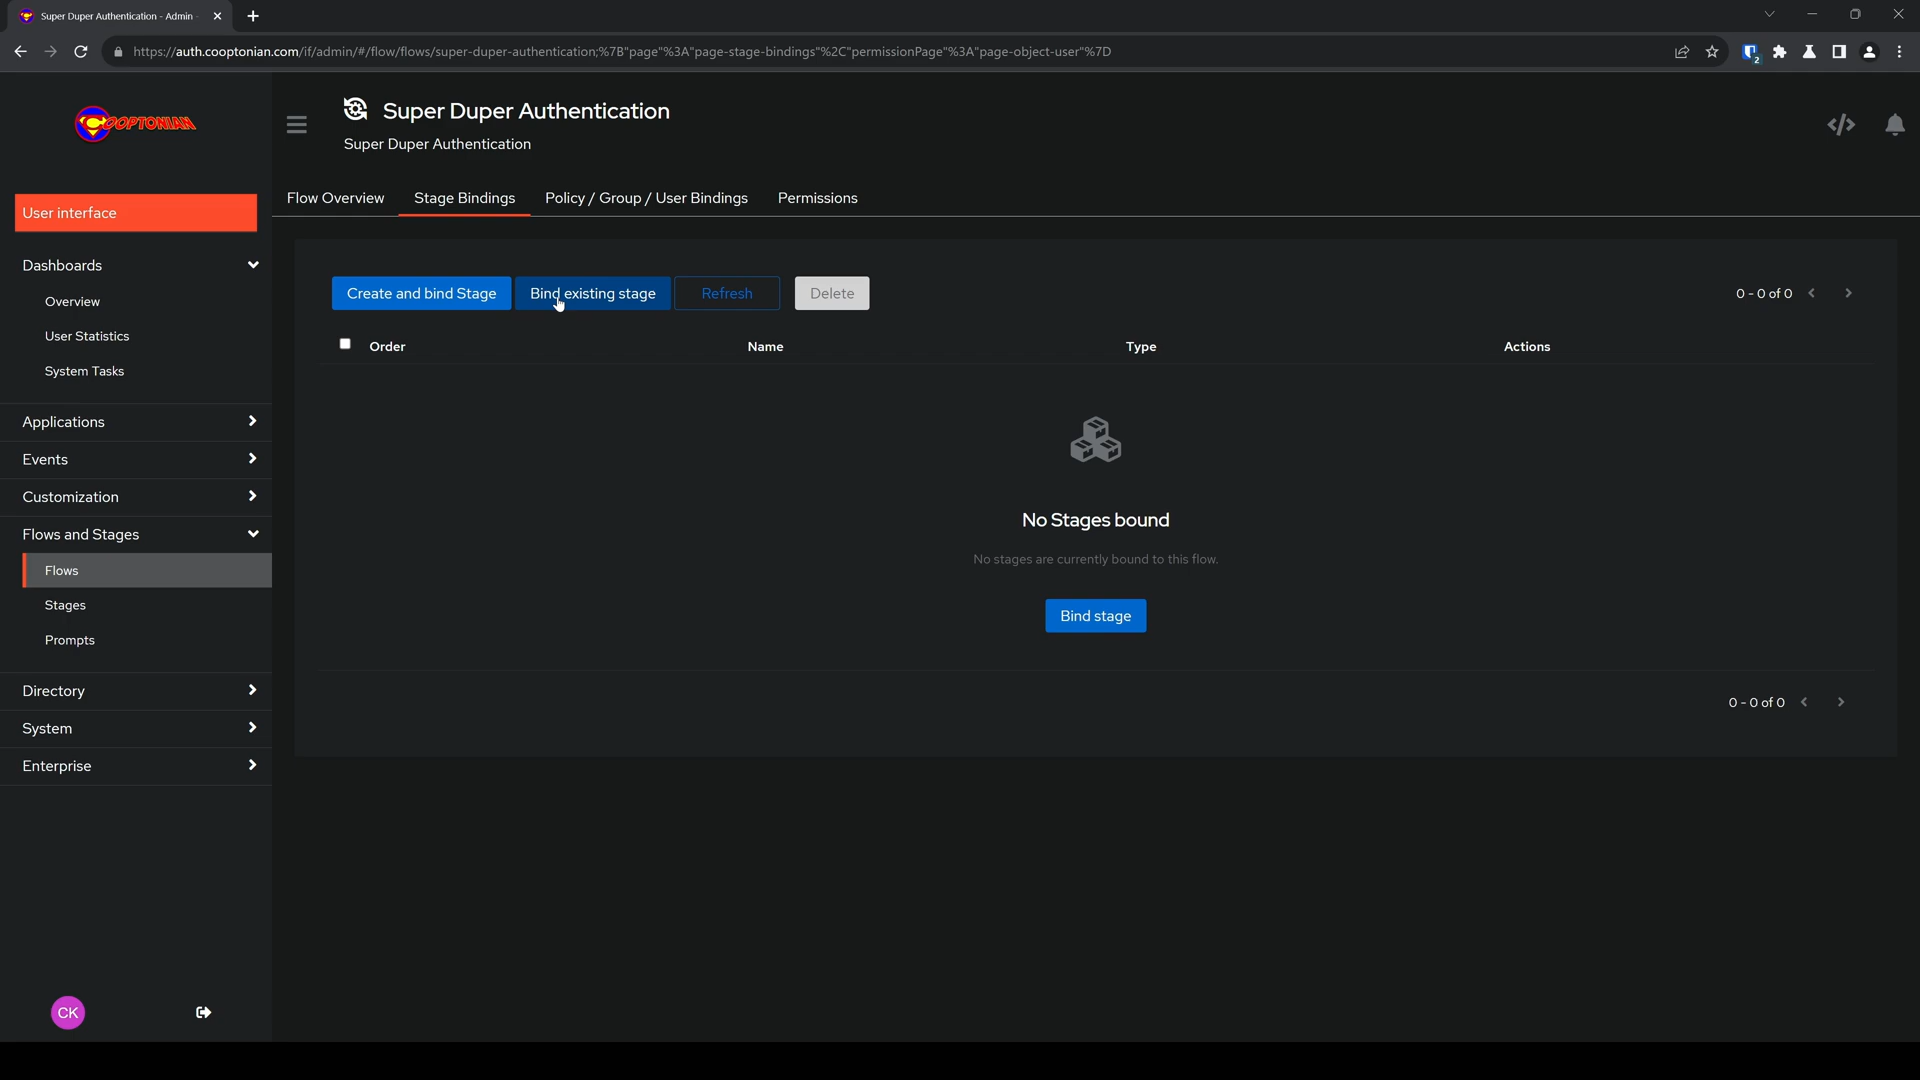 Super Duper Authentication - Admin -
https://auth.cooptonian.com/if/admin/#/flow/flows/super-duper-authentication;%7B"page"%3A"page-stage-bindings"%2C"permissionPage"%3A"page-object-user"%7D
2
COOPTONIAN
Super Duper Authentication
Super Duper Authentication
User interface
Flow Overview
Stage Bindings
Policy / Group / User Bindings
Permissions
Dashboards
Overview
User Statistics
System Tasks
Applications
Events
Customization
Flows and Stages
Flows
Stages
Prompts
Directory
System
Enterprise
CK
Create and bind Stage
Bind existing stage
Refresh
Delete
0 - 0 of 0
Order
Name
Type
Actions
No Stages bound
No stages are currently bound to this flow.
Bind stage
0 - 0 of 0